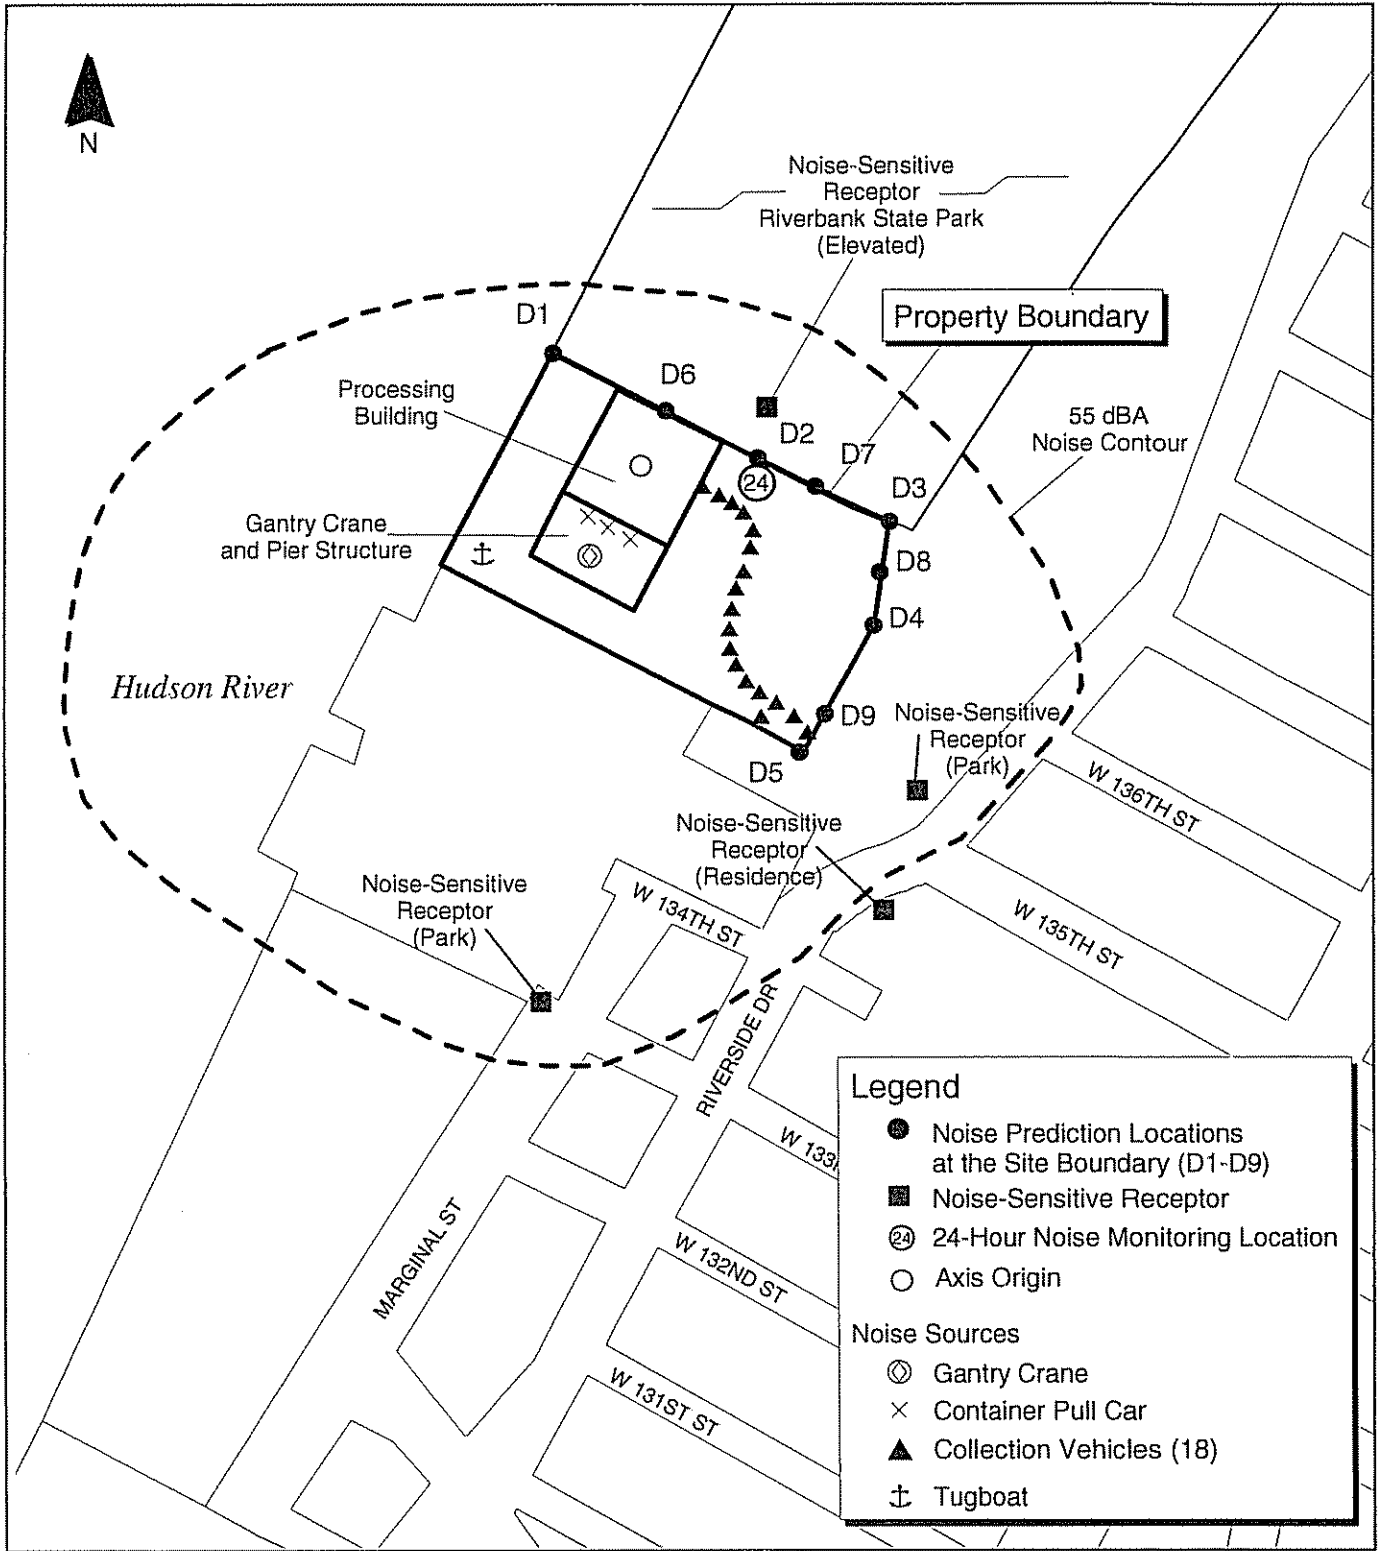 N
Noise-Sensitive
Receptor
Riverbank State Park
(Elevated)
Property Boundary
D1
D6
Processing
Building
D2
D7
55 dBA
Noise Contour
24
D3
Gantry Crane
and Pier Structure
D8
D4
Hudson River
D9
Noise-Sensitive
Receptor
(Park)
D5
W 136TH ST
Noise-Sensitive
Receptor
(Residence)
Noise-Sensitive
Receptor
(Park)
W 134TH ST
W 135TH ST
RIVERSIDE DR
W 133
MARGINAL ST
W 132ND ST
W 131ST ST
Legend
Noise Prediction Locations
at the Site Boundary (D1-D9)
Noise-Sensitive Receptor
24 24-Hour Noise Monitoring Location
Axis Origin
Noise Sources
Gantry Crane
Container Pull Car
Collection Vehicles (18)
Tugboat